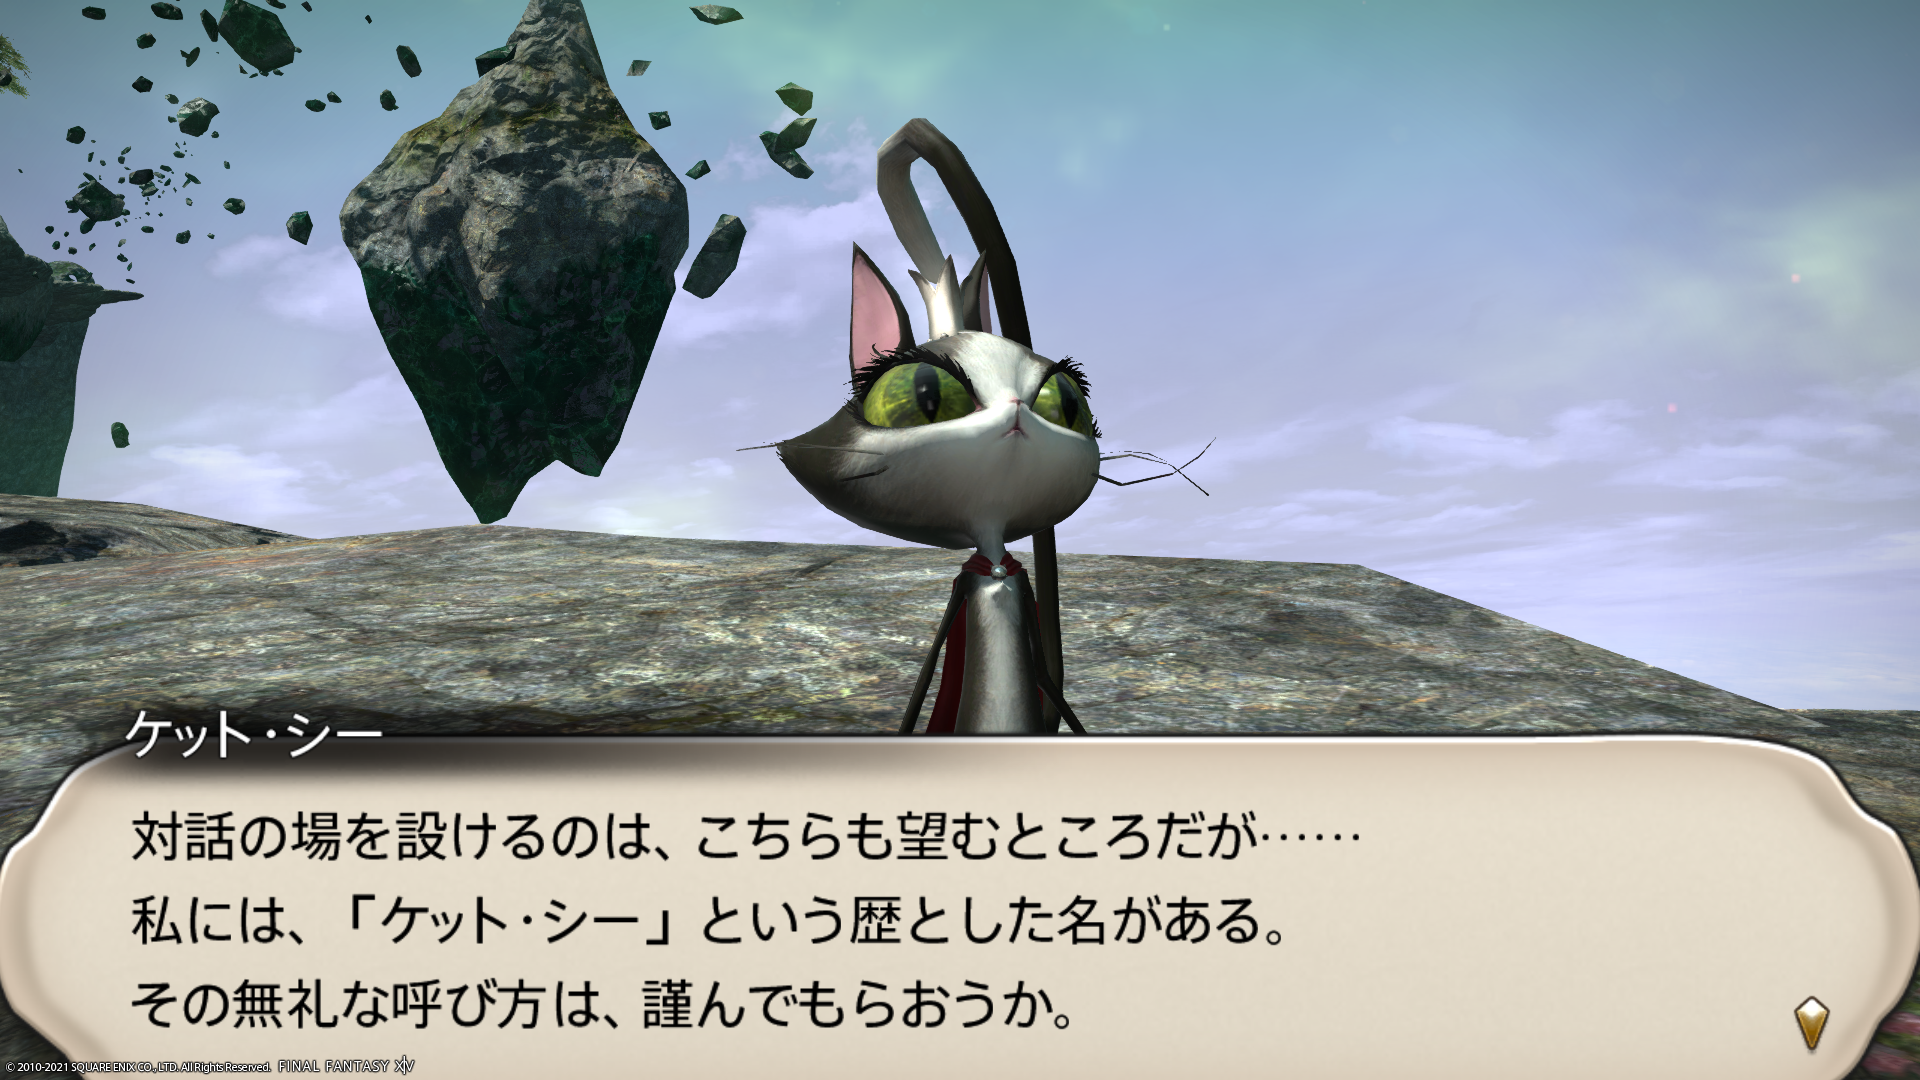 ケット・シー
対話の場を設けるのは、こちらも望むところだが……
私には、「ケット・シー」という歴とした名がある。
その無礼な呼び方は、謹んでもらおうか。
© 2010-2021 SQUARE ENIX CO., LTD. All Rights Reserved. FINAL FANTASY XIV